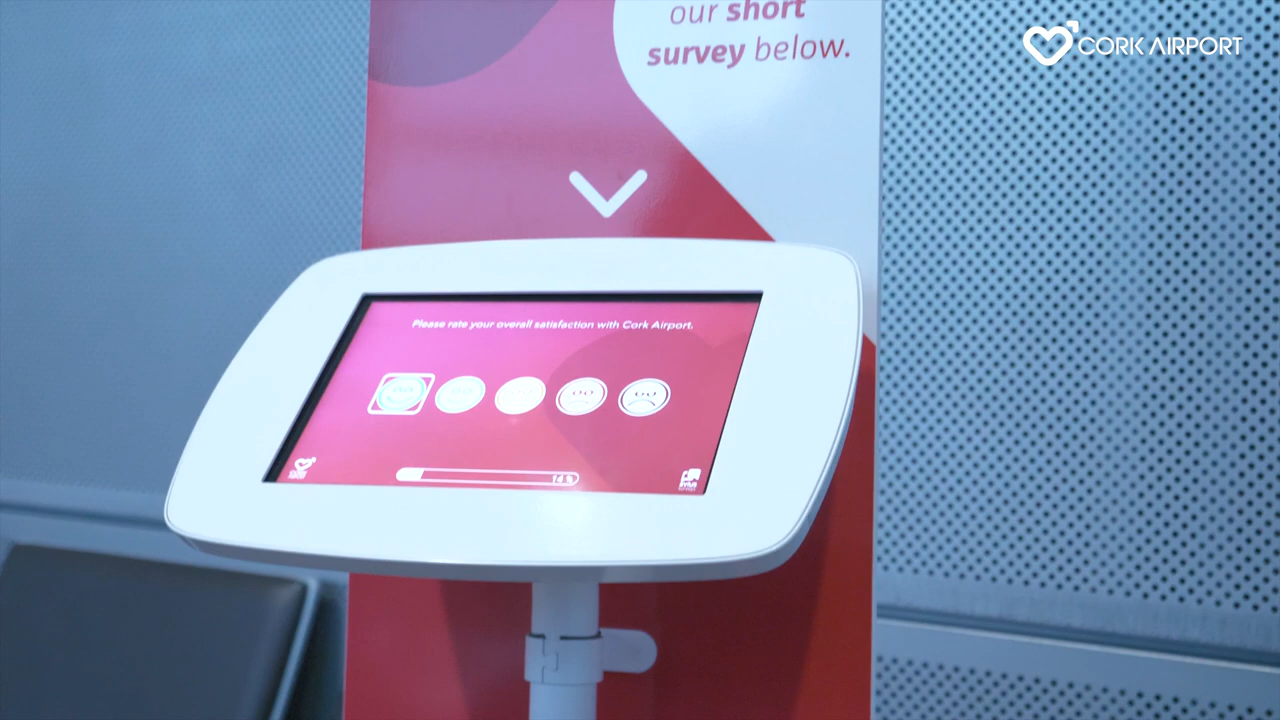 our short
survey below.
CORK AIRPORT
Please rate your overall satisfaction with Cork Airport.
14%